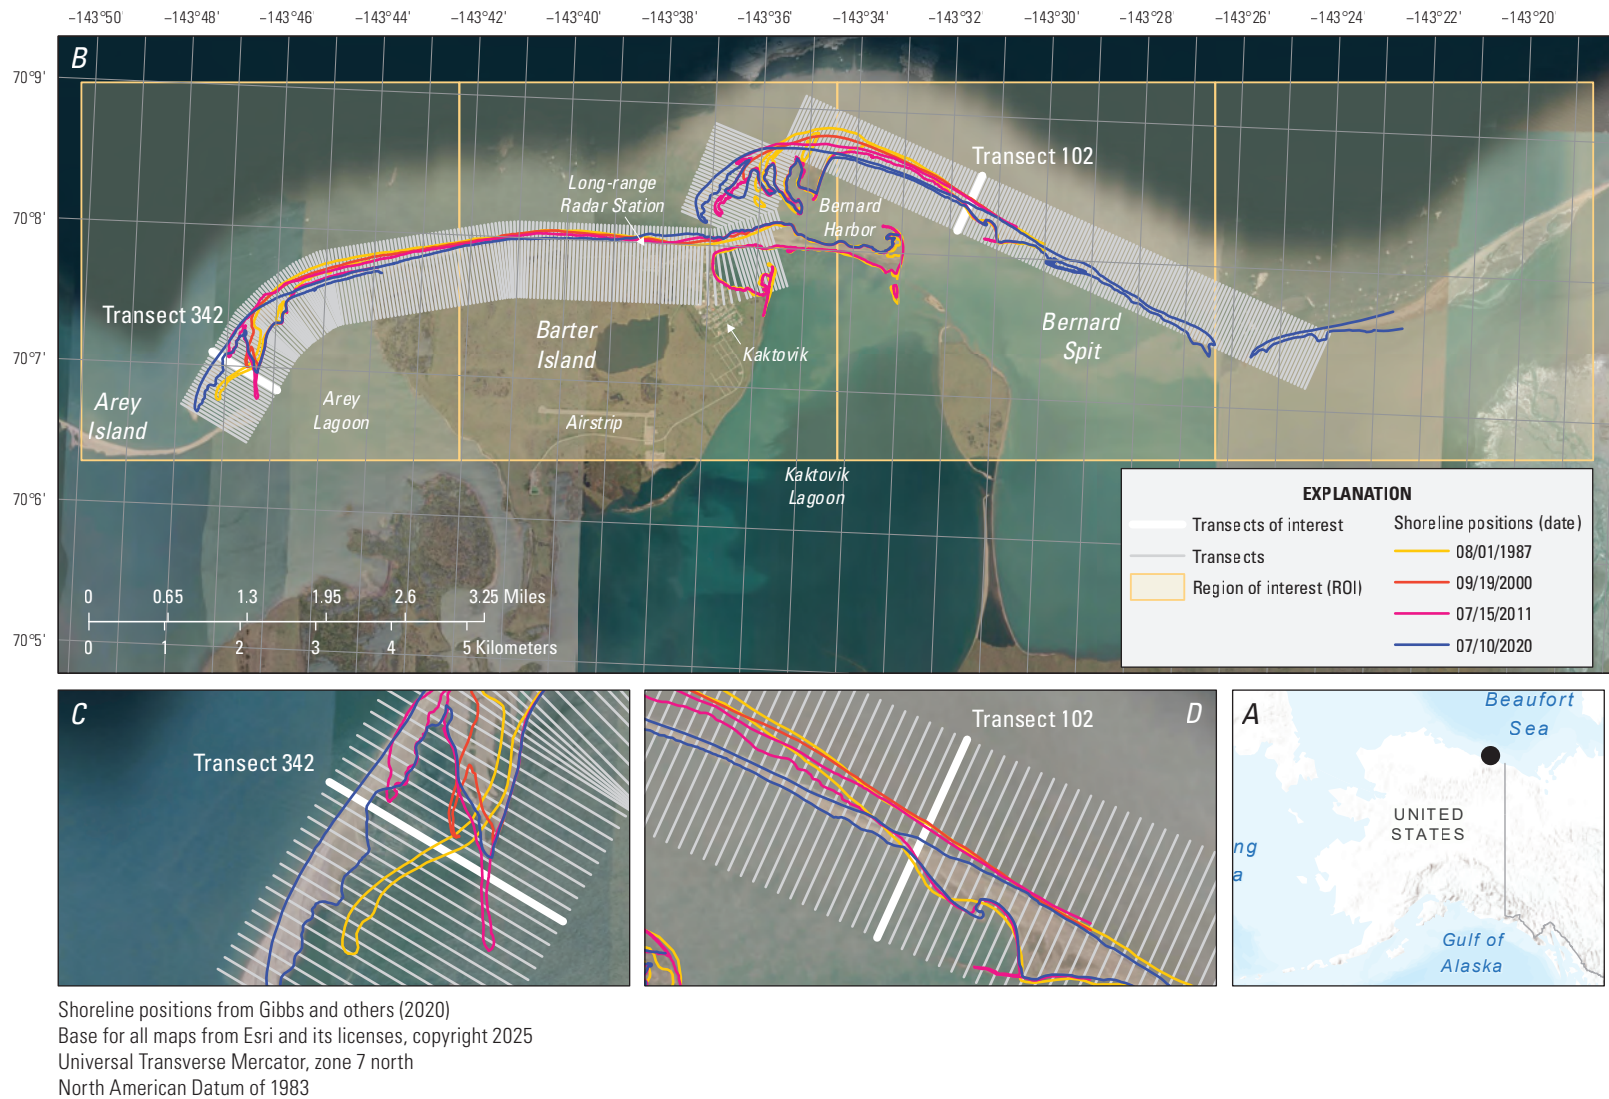 −143°50' −143°48' −143°46' −143°44' −143°42' −143°40' −143°38' −143°36' −143°34' −143°32' −143°30' −143°28' −143°26' −143°24' −143°22' −143°20'
B
70°9'
70°8'
70°7'
70°6'
70°5'
Transect 102
Long-range
Radar Station
Bernard
Harbor
Transect 342
Barter
Island
Kaktovik
Bernard
Spit
Arey
Island
Arey
Lagoon
Airstrip
Kaktovik
Lagoon
0 0.65 1.3 1.95 2.6 3.25 Miles
0 1 2 3 4 5 Kilometers
EXPLANATION
Transects of interest
Transects
Region of interest (ROI)
Shoreline positions (date)
08/01/1987
09/19/2000
07/15/2011
07/10/2020
C
Transect 342
D
Transect 102
A
Beaufort
Sea
UNITED
STATES
ng
a
Gulf of
Alaska
Shoreline positions from Gibbs and others (2020)
Base for all maps from Esri and its licenses, copyright 2025
Universal Transverse Mercator, zone 7 north
North American Datum of 1983